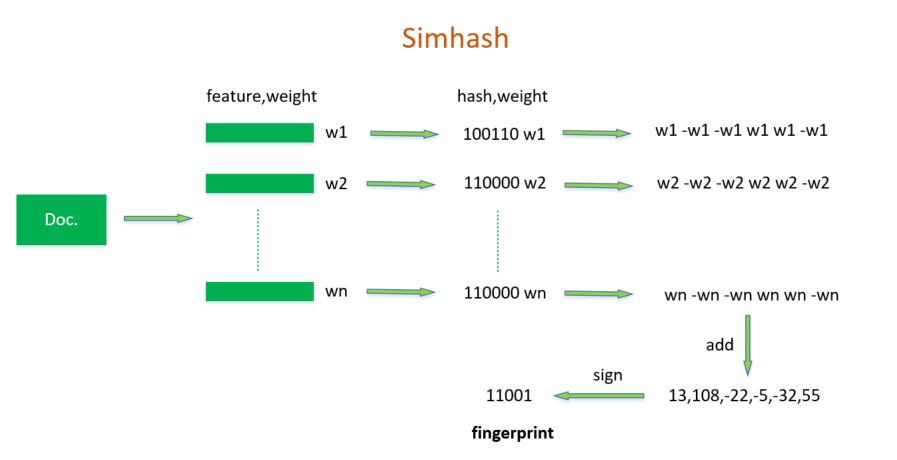 Simhash
feature,weight
hash,weight
w1
100110 w1
w1 -w1 -w1 w1 w1 -w1
w2
110000 w2
w2 -w2 -w2 w2 w2 -w2
Doc.
wn
110000 wn
wn -wn -wn wn wn -wn
add
sign
13,108,-22,-5,-32,55
11001
fingerprint